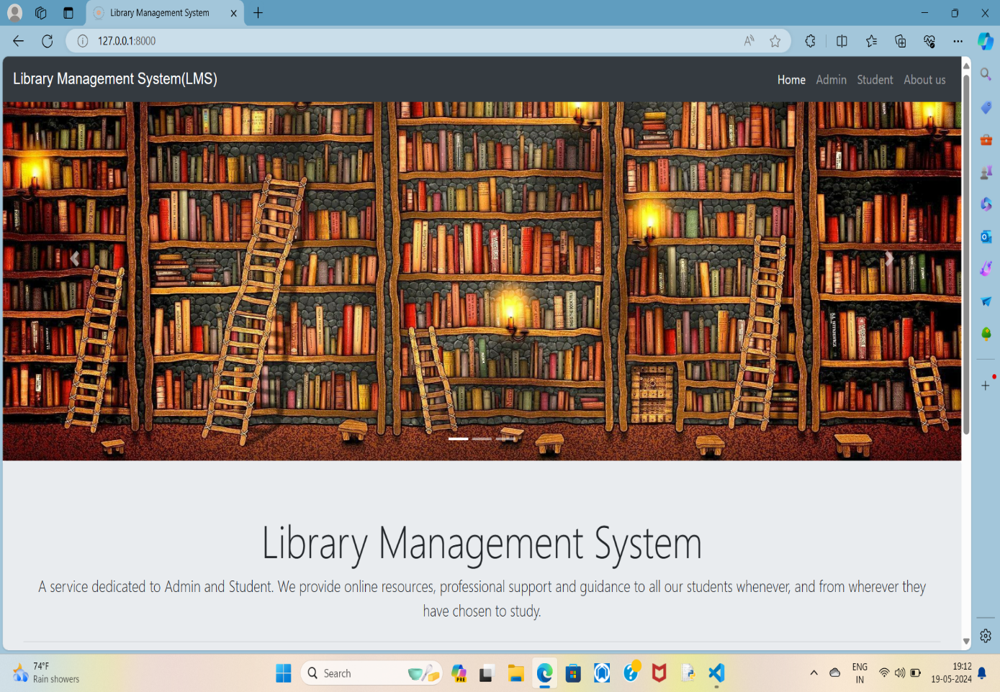 Library Management System
127.0.0.1:8000
Library Management System(LMS)
Home Admin Student About us
Library Management System
A service dedicated to Admin and Student. We provide online resources, professional support and guidance to all our students whenever, and from wherever they
have chosen to study.
74°F
Rain showers
Search
PRE
ENG
IN
19:12
19-05-2024